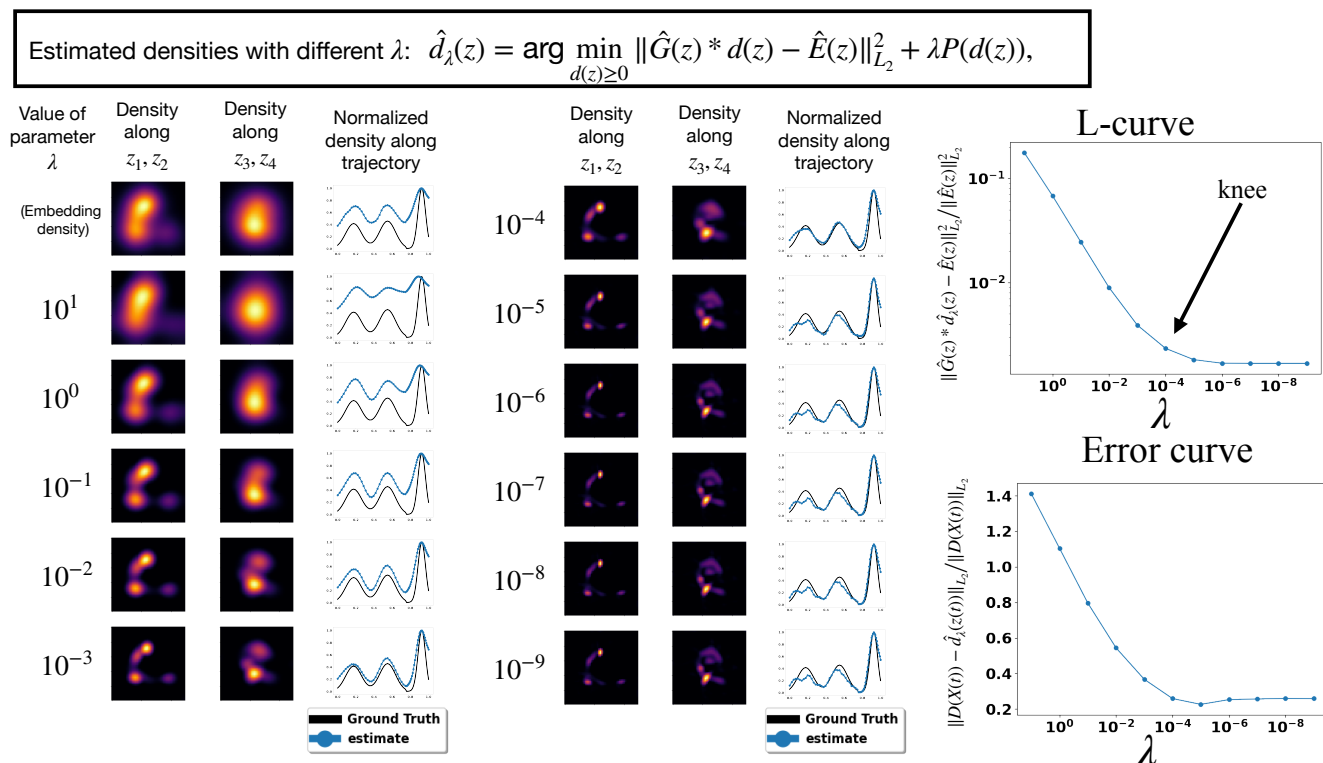 Estimated densities with different λ: d̂_λ(z) = arg min_{d(z)≥0} ‖Ĝ(z) * d(z) − Ê(z)‖²_{L₂} + λP(d(z)),
Value of parameter λ
Density along z₁, z₂
Density along z₃, z₄
Normalized density along trajectory
(Embedding density)
10¹
10⁰
10⁻¹
10⁻²
10⁻³
Ground Truth
estimate
Density along z₁, z₂
Density along z₃, z₄
Normalized density along trajectory
10⁻⁴
10⁻⁵
10⁻⁶
10⁻⁷
10⁻⁸
10⁻⁹
Ground Truth
estimate
L-curve
‖Ĝ(z) * d̂_λ(z) − Ê(z)‖²_{L₂}/‖Ê(z)‖²_{L₂}
10⁻¹
10⁻²
knee
10⁰ 10⁻² 10⁻⁴ 10⁻⁶ 10⁻⁸
λ
Error curve
‖D(X(t)) − d̂_λ(z(t))‖_{L₂}/‖D(X(t))‖_{L₂}
1.4
1.2
1.0
0.8
0.6
0.4
0.2
10⁰ 10⁻² 10⁻⁴ 10⁻⁶ 10⁻⁸
λ